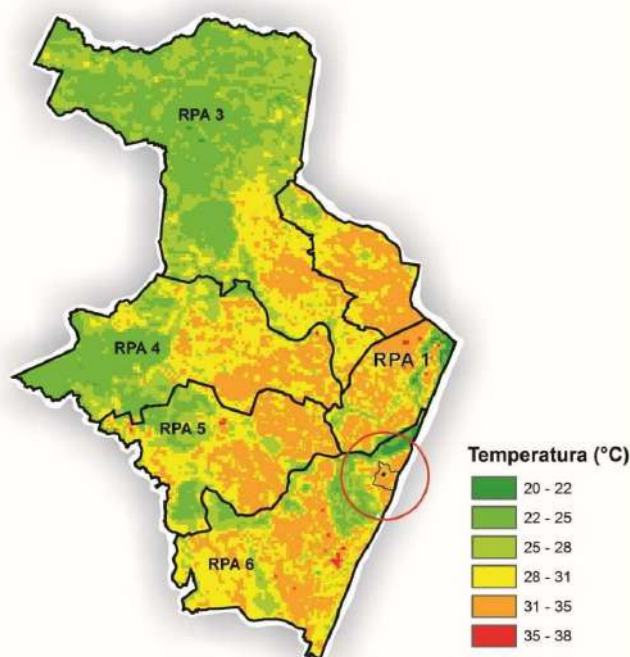 RPA 3
RPA 4
RPA 1
RPA 5
RPA 6
Temperatura (°C)
20 - 22
22 - 25
25 - 28
28 - 31
31 - 35
35 - 38